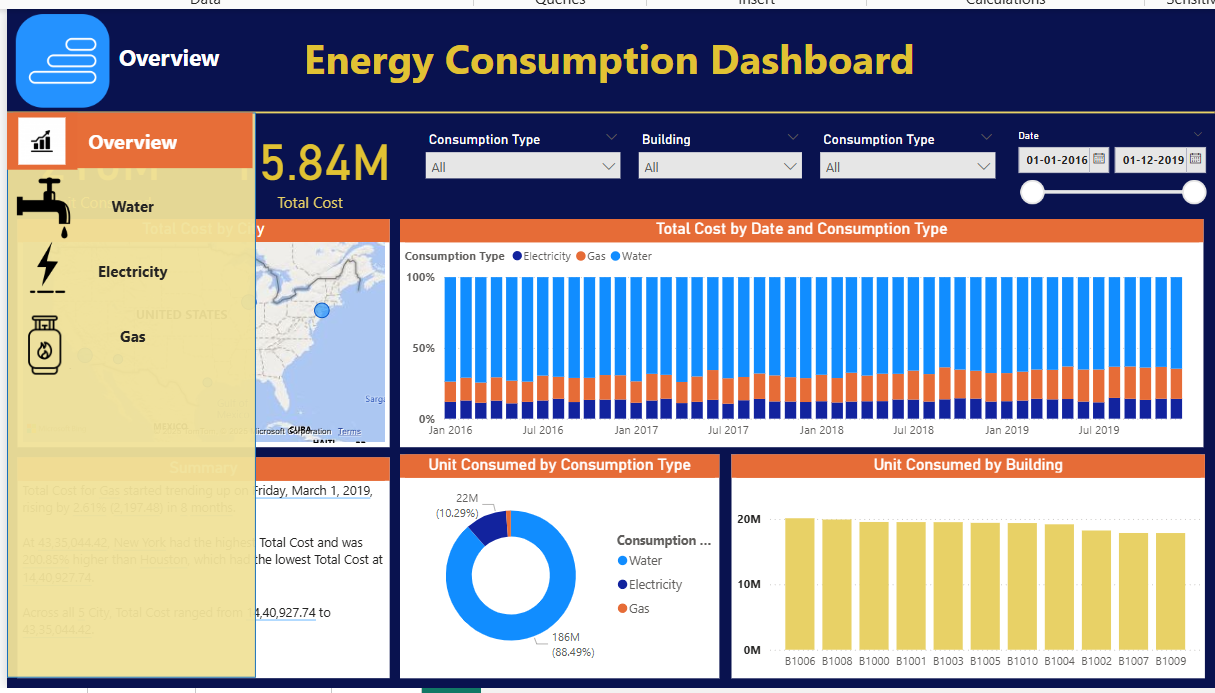 Data Queries Insert Calculations
Overview
Energy Consumption Dashboard
Overview
Water
Electricity
Gas
5.84M
Total Cost
Consumption Type
All
Building
All
Consumption Type
All
Date
01-01-2016
01-12-2019
Total Cost by City
UNITED STATES
MEXICO
CUBA
HAITI
Microsoft Corporation Terms
Total Cost by Date and Consumption Type
Consumption Type Electricity Gas Water
100%
50%
0%
Jan 2016 Jul 2016 Jan 2017 Jul 2017 Jan 2018 Jul 2018 Jan 2019 Jul 2019
Summary
Total Cost for Gas started trending up on Friday, March 1, 2019,
rising by 2.61% (2,197.48) in 8 months.
At 43,35,044.42, New York had the highest Total Cost and was
200.85% higher than Houston, which had the lowest Total Cost at
14,40,927.74.
Across all 5 City, Total Cost ranged from 14,40,927.74 to
43,35,044.42.
Unit Consumed by Consumption Type
22M
(10.29%)
186M
(88.49%)
Consumption ...
Water
Electricity
Gas
Unit Consumed by Building
20M
10M
0M
B1006 B1008 B1000 B1001 B1003 B1005 B1010 B1004 B1002 B1007 B1009